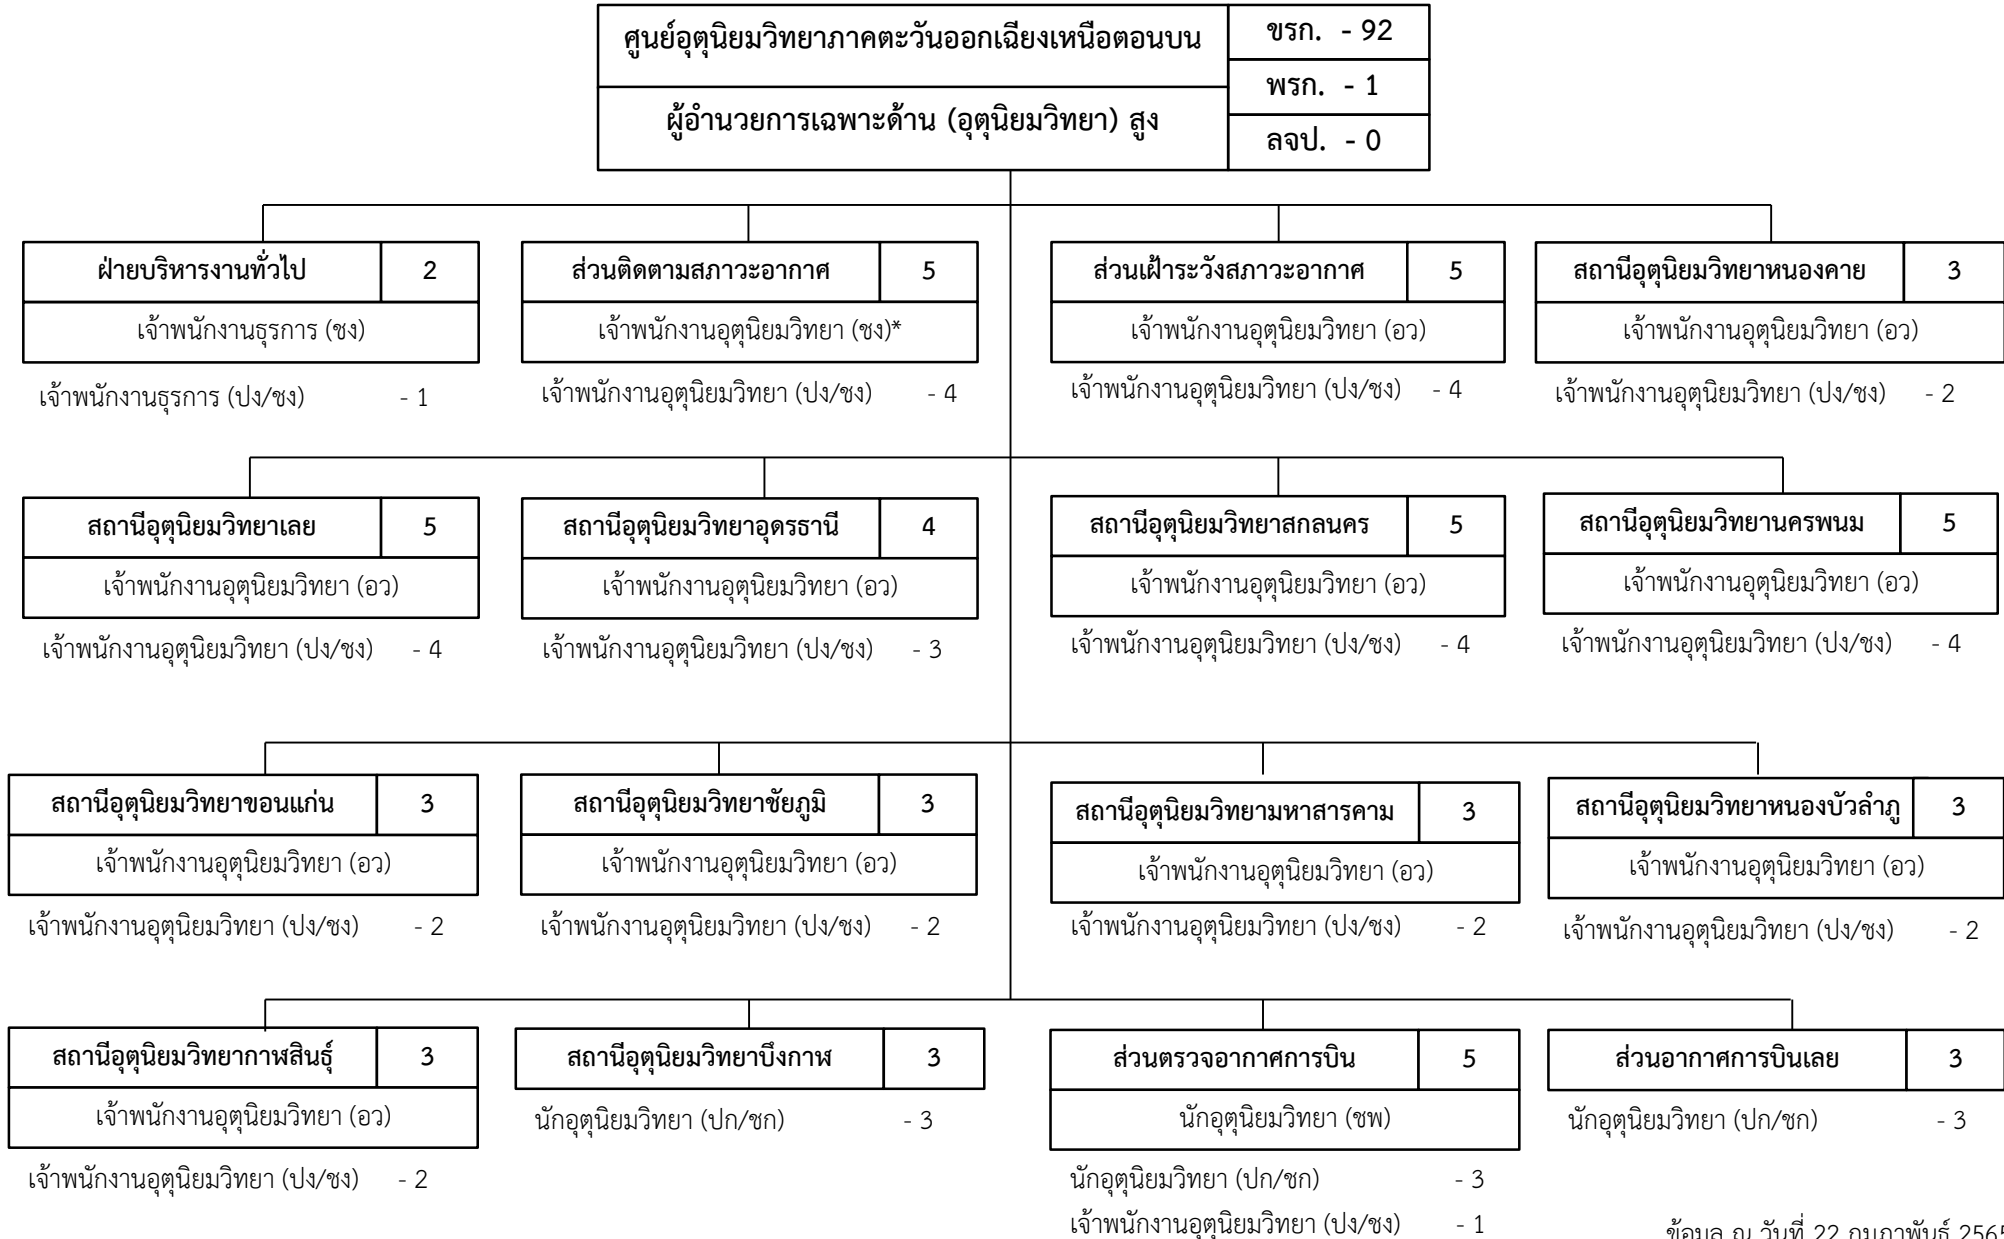 ศูนย์อุตุนิยมวิทยาภาคตะวันออกเฉียงเหนือตอนบน
ขรก. - 92
พรก. - 1
ผู้อำนวยการเฉพาะด้าน (อุตุนิยมวิทยา) สูง
ลจป. - 0
ฝ่ายบริหารงานทั่วไป 2
เจ้าพนักงานธุรการ (ชง)
เจ้าพนักงานธุรการ (ปง/ชง) - 1
ส่วนติดตามสภาวะอากาศ 5
เจ้าพนักงานอุตุนิยมวิทยา (ชง)*
เจ้าพนักงานอุตุนิยมวิทยา (ปง/ชง) - 4
ส่วนเฝ้าระวังสภาวะอากาศ 5
เจ้าพนักงานอุตุนิยมวิทยา (อว)
เจ้าพนักงานอุตุนิยมวิทยา (ปง/ชง) - 4
สถานีอุตุนิยมวิทยาหนองคาย 3
เจ้าพนักงานอุตุนิยมวิทยา (อว)
เจ้าพนักงานอุตุนิยมวิทยา (ปง/ชง) - 2
สถานีอุตุนิยมวิทยาเลย 5
เจ้าพนักงานอุตุนิยมวิทยา (อว)
เจ้าพนักงานอุตุนิยมวิทยา (ปง/ชง) - 4
สถานีอุตุนิยมวิทยาอุดรธานี 4
เจ้าพนักงานอุตุนิยมวิทยา (อว)
เจ้าพนักงานอุตุนิยมวิทยา (ปง/ชง) - 3
สถานีอุตุนิยมวิทยาสกลนคร 5
เจ้าพนักงานอุตุนิยมวิทยา (อว)
เจ้าพนักงานอุตุนิยมวิทยา (ปง/ชง) - 4
สถานีอุตุนิยมวิทยานครพนม 5
เจ้าพนักงานอุตุนิยมวิทยา (อว)
เจ้าพนักงานอุตุนิยมวิทยา (ปง/ชง) - 4
สถานีอุตุนิยมวิทยาขอนแก่น 3
เจ้าพนักงานอุตุนิยมวิทยา (อว)
เจ้าพนักงานอุตุนิยมวิทยา (ปง/ชง) - 2
สถานีอุตุนิยมวิทยาชัยภูมิ 3
เจ้าพนักงานอุตุนิยมวิทยา (อว)
เจ้าพนักงานอุตุนิยมวิทยา (ปง/ชง) - 2
สถานีอุตุนิยมวิทยามหาสารคาม 3
เจ้าพนักงานอุตุนิยมวิทยา (อว)
เจ้าพนักงานอุตุนิยมวิทยา (ปง/ชง) - 2
สถานีอุตุนิยมวิทยาหนองบัวลำภู 3
เจ้าพนักงานอุตุนิยมวิทยา (อว)
เจ้าพนักงานอุตุนิยมวิทยา (ปง/ชง) - 2
สถานีอุตุนิยมวิทยากาฬสินธุ์ 3
เจ้าพนักงานอุตุนิยมวิทยา (อว)
เจ้าพนักงานอุตุนิยมวิทยา (ปง/ชง) - 2
สถานีอุตุนิยมวิทยาบึงกาฬ 3
นักอุตุนิยมวิทยา (ปก/ชก) - 3
ส่วนตรวจอากาศการบิน 5
นักอุตุนิยมวิทยา (ชพ)
นักอุตุนิยมวิทยา (ปก/ชก) - 3
เจ้าพนักงานอุตุนิยมวิทยา (ปง/ชง) - 1
ส่วนอากาศการบินเลย 3
นักอุตุนิยมวิทยา (ปก/ชก) - 3
ข้อมูล ณ วันที่ 22 กุมภาพันธ์ 2565